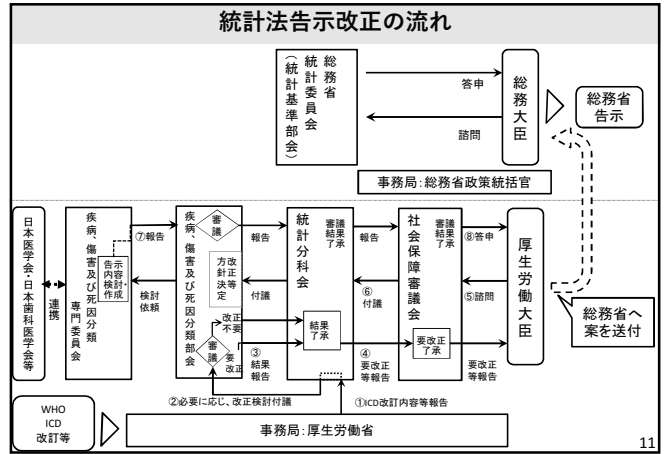 統計法告示改正の流れ
総務省
統計委員会
(統計基準部会)
答申
諮問
総務大臣
総務省
告示
事務局：総務省政策統括官
日本医学会・日本歯科医学会等
連携
疾病、傷害及び死因分類
専門委員会
告示
内容
検討・
作成
⑦報告
検討
依頼
疾病、傷害及び死因分類部会
審議
改正等
方針決定
改正
不要
審議
要
改正
報告
付議
③
結果
報告
統計分科会
結果
了承
報告
⑥
付議
④
要改正
等報告
社会保障審議会
審議
結果
了承
審議
結果
了承
要改正
了承
⑧答申
⑤諮問
要改正
等報告
厚生労働大臣
総務省へ
案を送付
②必要に応じ、改正検討付議
①ICD改訂内容等報告
WHO
ICD
改訂等
事務局：厚生労働省
11